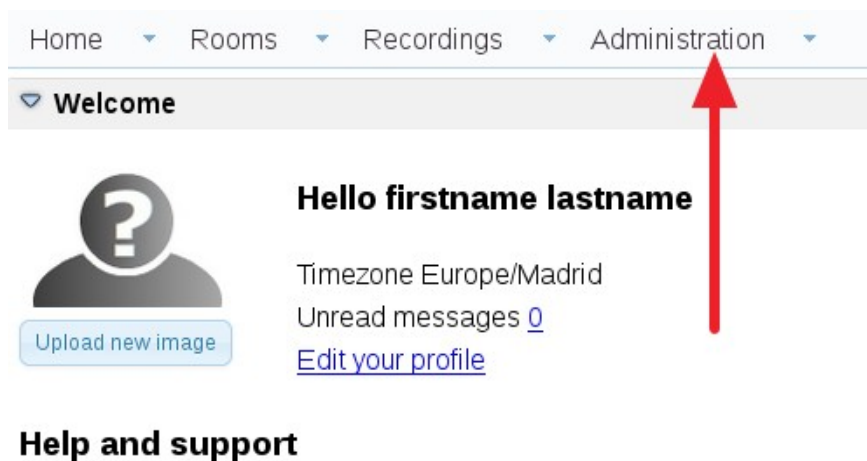 Home Rooms Recordings Administration
Welcome
?
Hello firstname lastname
Timezone Europe/Madrid
Unread messages 0
Upload new image
Edit your profile
Help and support